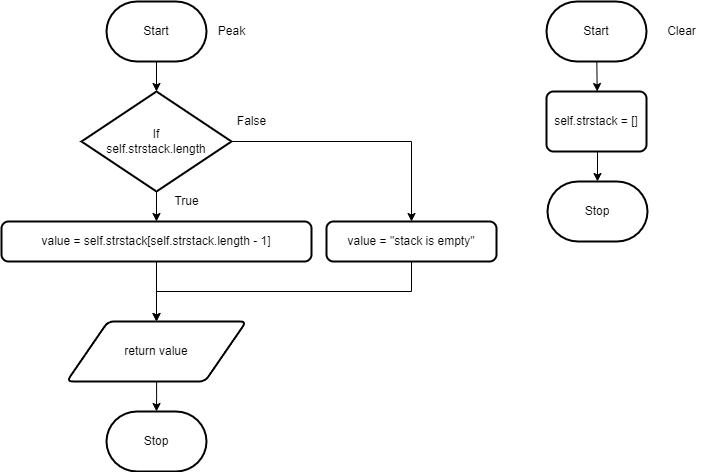 Start
Peak
If
self.strstack.length
False
True
value = self.strstack[self.strstack.length - 1]
value = "stack is empty"
return value
Stop
Start
Clear
self.strstack = []
Stop